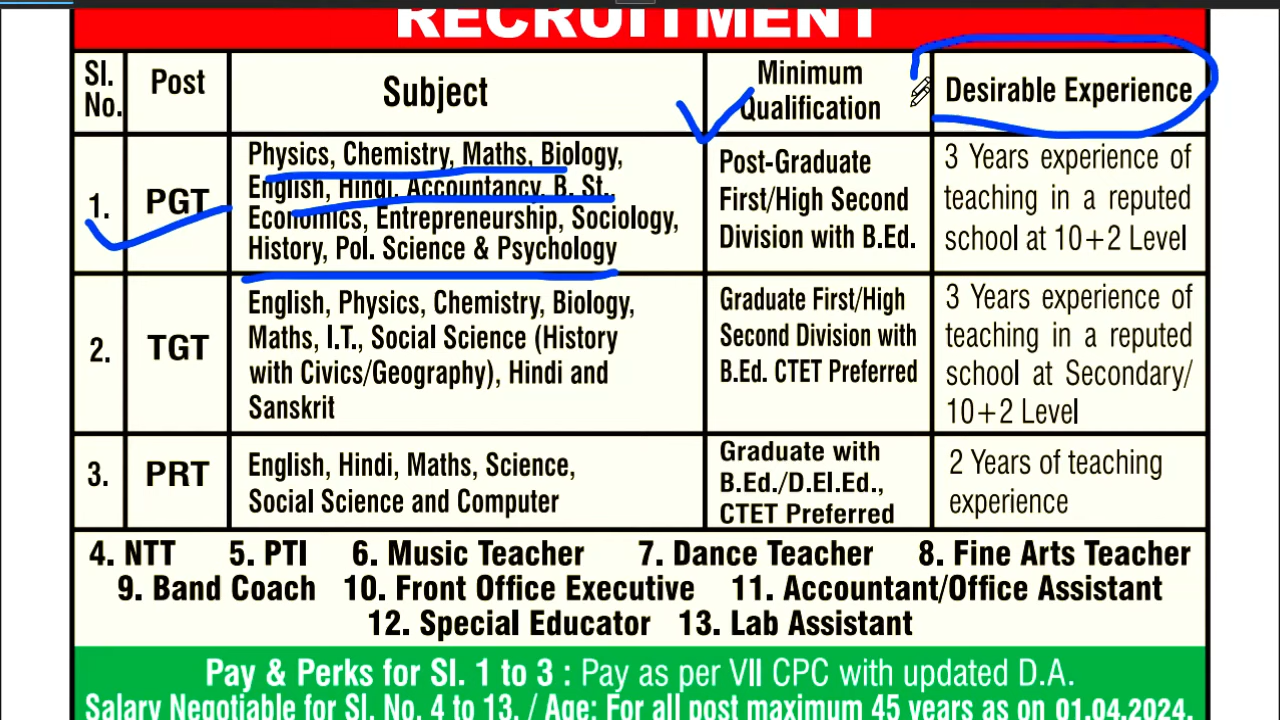 RECRUITMENT
Sl. No. Post Subject Minimum Qualification Desirable Experience
1. PGT
Physics, Chemistry, Maths, Biology,
English, Hindi, Accountancy, B. St.,
Economics, Entrepreneurship, Sociology,
History, Pol. Science & Psychology
Post-Graduate
First/High Second
Division with B.Ed.
3 Years experience of
teaching in a reputed
school at 10+2 Level
2. TGT
English, Physics, Chemistry, Biology,
Maths, I.T., Social Science (History
with Civics/Geography), Hindi and
Sanskrit
Graduate First/High
Second Division with
B.Ed. CTET Preferred
3 Years experience of
teaching in a reputed
school at Secondary/
10+2 Level
3. PRT
English, Hindi, Maths, Science,
Social Science and Computer
Graduate with
B.Ed./D.El.Ed.,
CTET Preferred
2 Years of teaching
experience
4. NTT 5. PTI 6. Music Teacher 7. Dance Teacher 8. Fine Arts Teacher
9. Band Coach 10. Front Office Executive 11. Accountant/Office Assistant
12. Special Educator 13. Lab Assistant
Pay & Perks for Sl. 1 to 3 : Pay as per VII CPC with updated D.A.
Salary Negotiable for Sl. No. 4 to 13. / Age: For all post maximum 45 years as on 01.04.2024.